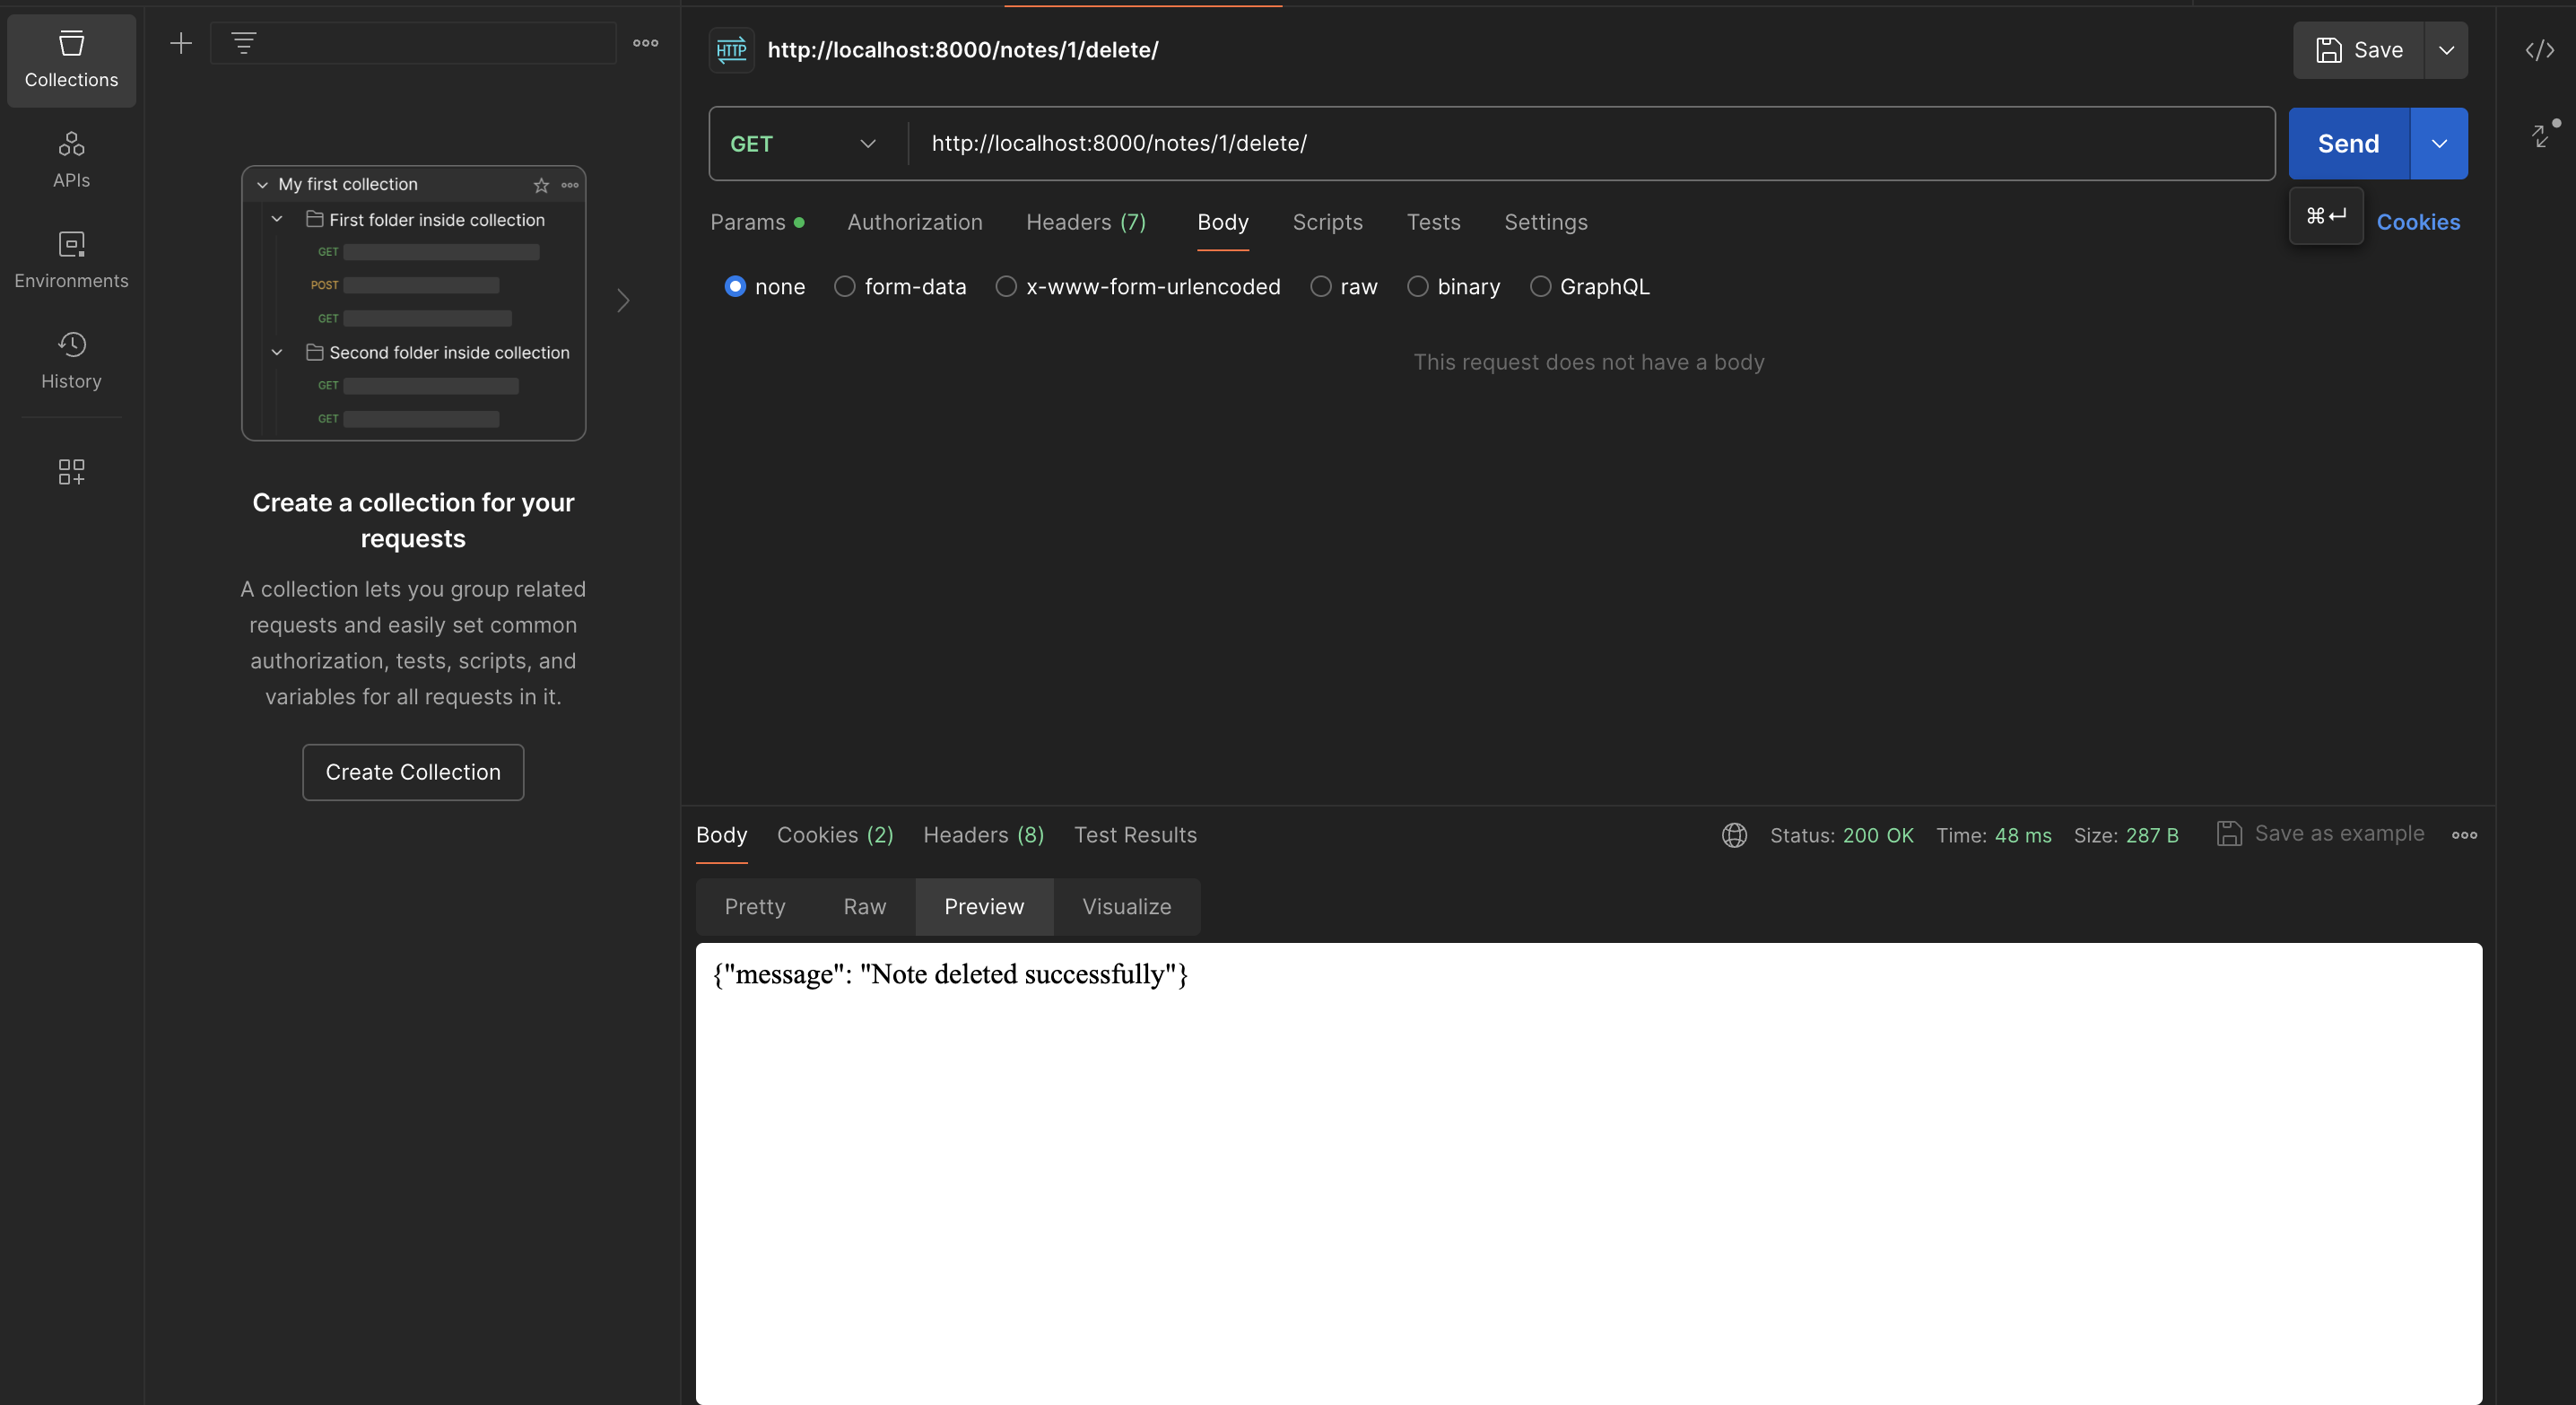 Collections
APIs
Environments
History
My first collection
First folder inside collection
GET
POST
GET
Second folder inside collection
GET
GET
Create a collection for your
requests
A collection lets you group related
requests and easily set common
authorization, tests, scripts, and
variables for all requests in it.
Create Collection
HTTP http://localhost:8000/notes/1/delete/
Save
GET http://localhost:8000/notes/1/delete/
Send
Params Authorization Headers (7) Body Scripts Tests Settings
⌘↵ Cookies
none form-data x-www-form-urlencoded raw binary GraphQL
This request does not have a body
Body Cookies (2) Headers (8) Test Results
Status: 200 OK Time: 48 ms Size: 287 B Save as example
Pretty Raw Preview Visualize
{"message": "Note deleted successfully"}